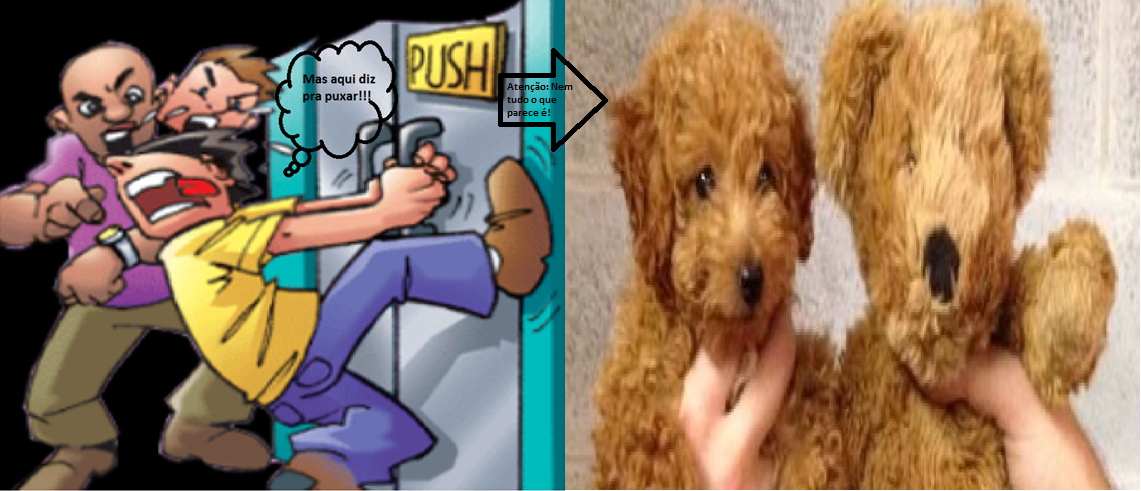 Mas aqui diz
pra puxar!!!
PUSH
Atenção: Nem
tudo o que
parece é!